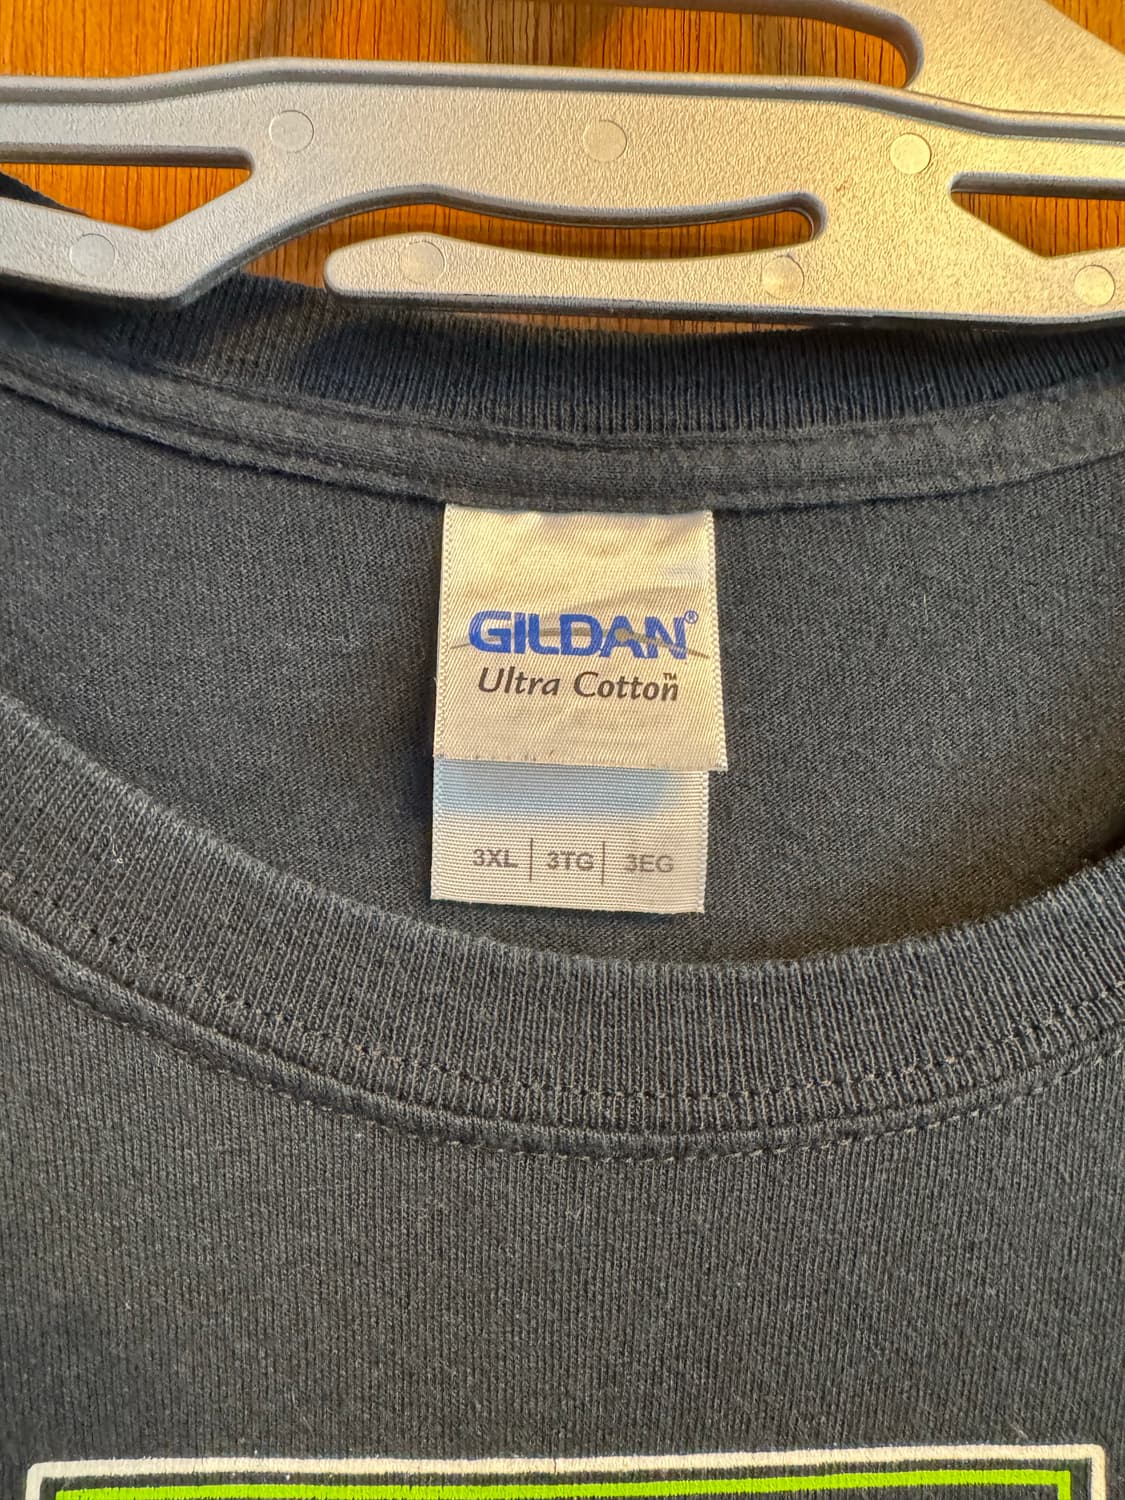 GILDAN®
Ultra Cotton™
3XL | 3TG | 3EG